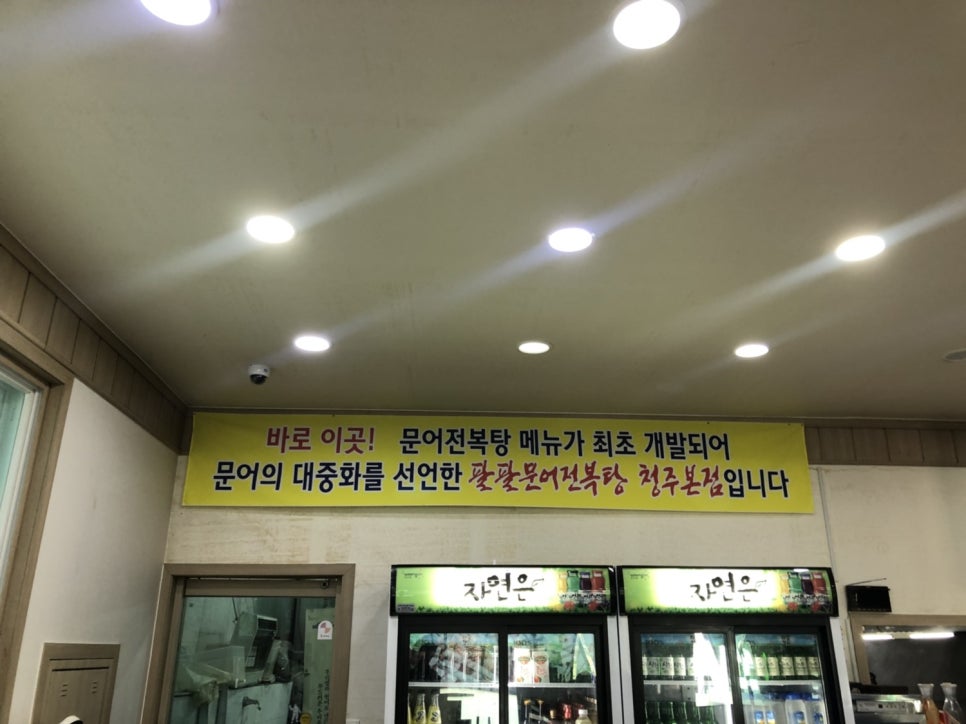 바로 이곳! 문어전복탕 메뉴가 최초 개발되어
문어의 대중화를 선언한 팔팔문어전복탕 청주본점입니다
자연은
자연은